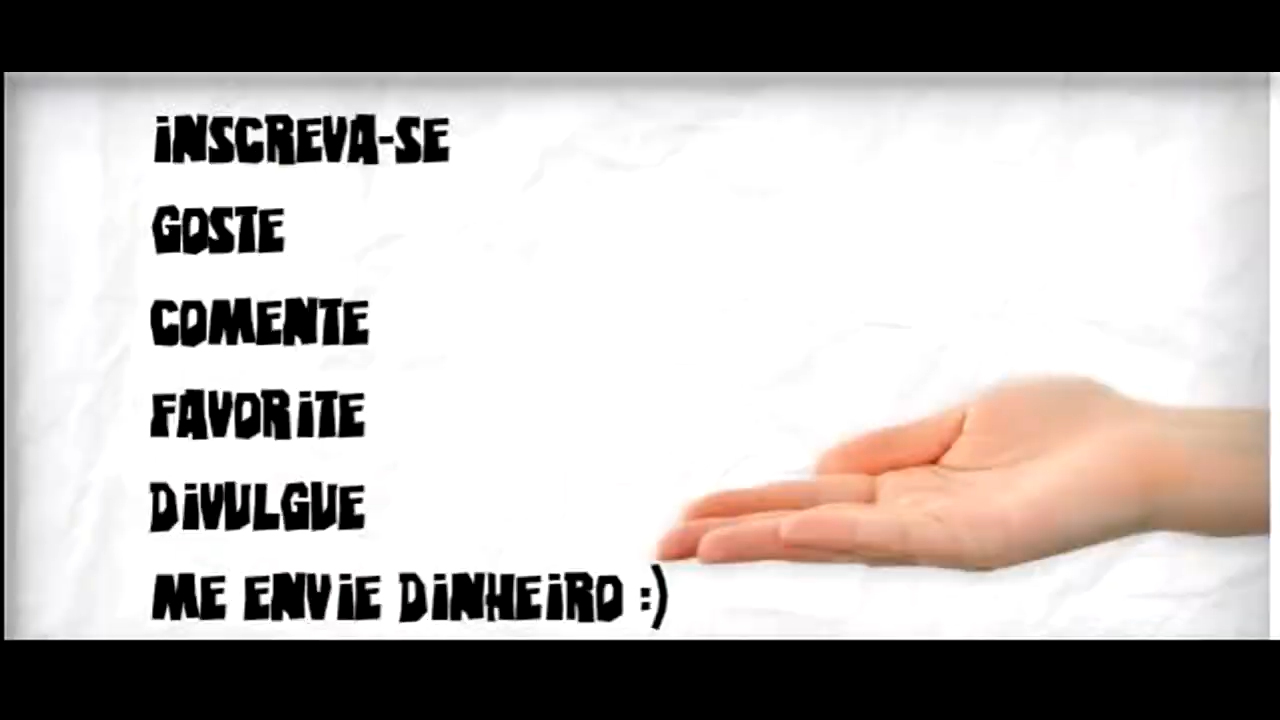 INSCREVA-SE
GOSTE
COMENTE
FAVORITE
DIVULGUE
ME ENVIE DINHEIRO :)